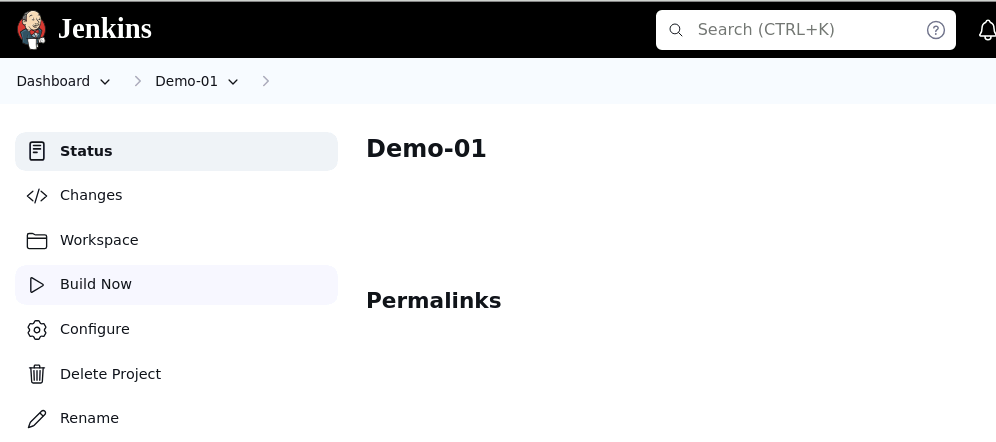 Jenkins
Search (CTRL+K)
Dashboard
Demo-01
Status
Changes
Workspace
Build Now
Configure
Delete Project
Rename
Demo-01
Permalinks